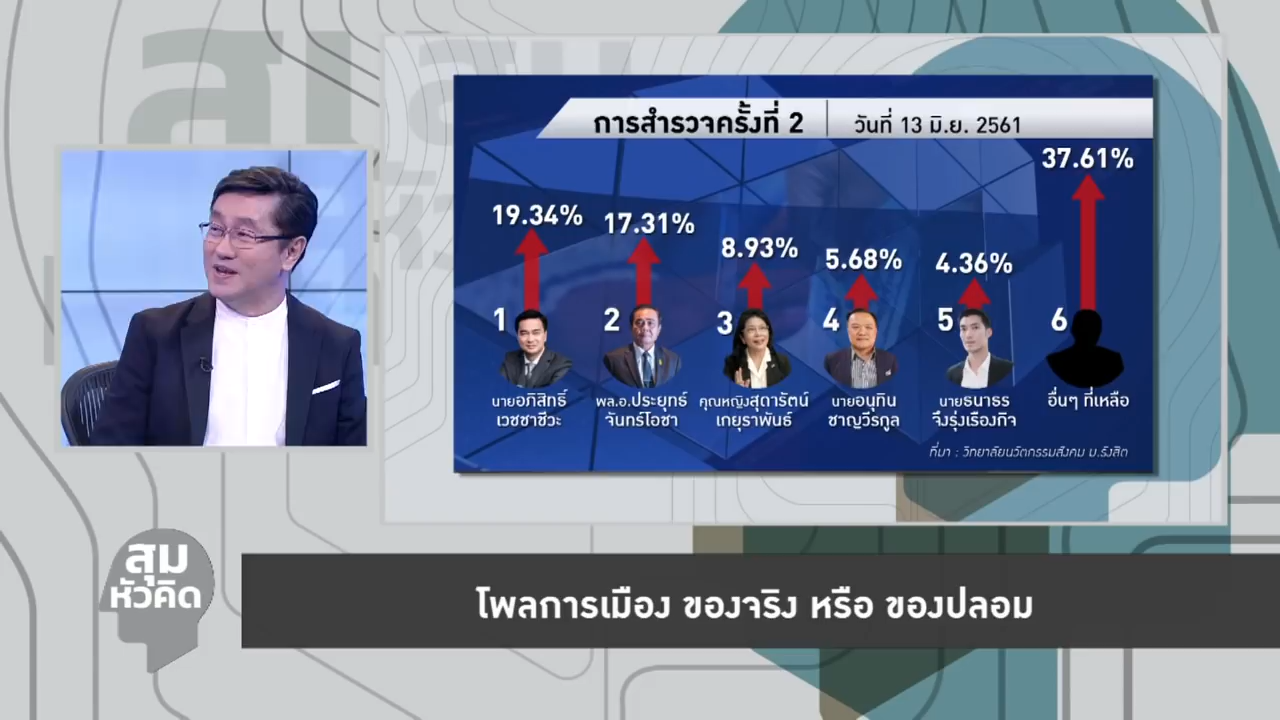 การสำรวจครั้งที่ 2
วันที่ 13 มิ.ย. 2561
19.34%
17.31%
8.93%
5.68%
4.36%
37.61%
1
2
3
4
5
6
นายอภิสิทธิ์
เวชชาชีวะ
พล.อ.ประยุทธ์
จันทร์โอชา
คุณหญิงสุดารัตน์
เกยุราพันธ์
นายอนุทิน
ชาญวีรกูล
นายธนาธร
จึงรุ่งเรืองกิจ
อื่นๆ ที่เหลือ
ที่มา : วิทยาลัยนวัตกรรมสังคม ม.รังสิต
สุม
หัวคิด
โพลการเมือง ของจริง หรือ ของปลอม